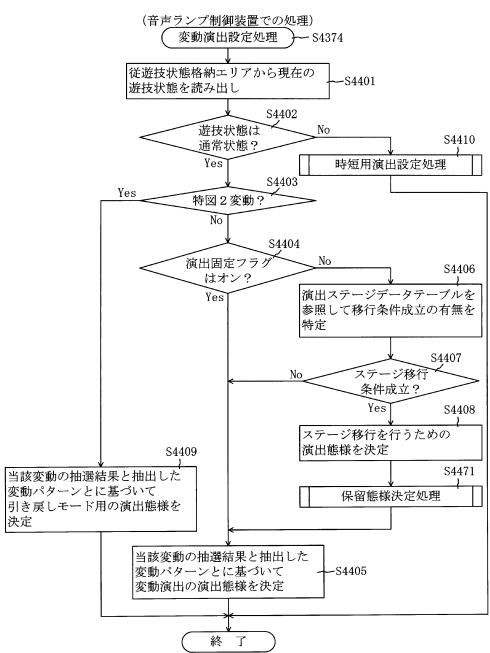 (音声ランプ制御装置での処理)
変動演出設定処理
S4374
従遊技状態格納エリアから現在の
遊技状態を読み出し
S4401
S4402
遊技状態は
通常状態?
No
Yes
S4410
時短用演出設定処理
S4403
特図2変動?
Yes
No
S4404
演出固定フラグ
はオン?
No
Yes
S4406
演出ステージデータテーブルを
参照して移行条件成立の有無を
特定
S4407
ステージ移行
条件成立?
No
Yes
S4408
ステージ移行を行うための
演出態様を決定
S4471
保留態様決定処理
S4409
当該変動の抽選結果と抽出した
変動パターンとに基づいて
引き戻しモード用の演出態様を
決定
当該変動の抽選結果と抽出した
変動パターンとに基づいて
変動演出の演出態様を決定
S4405
終 了